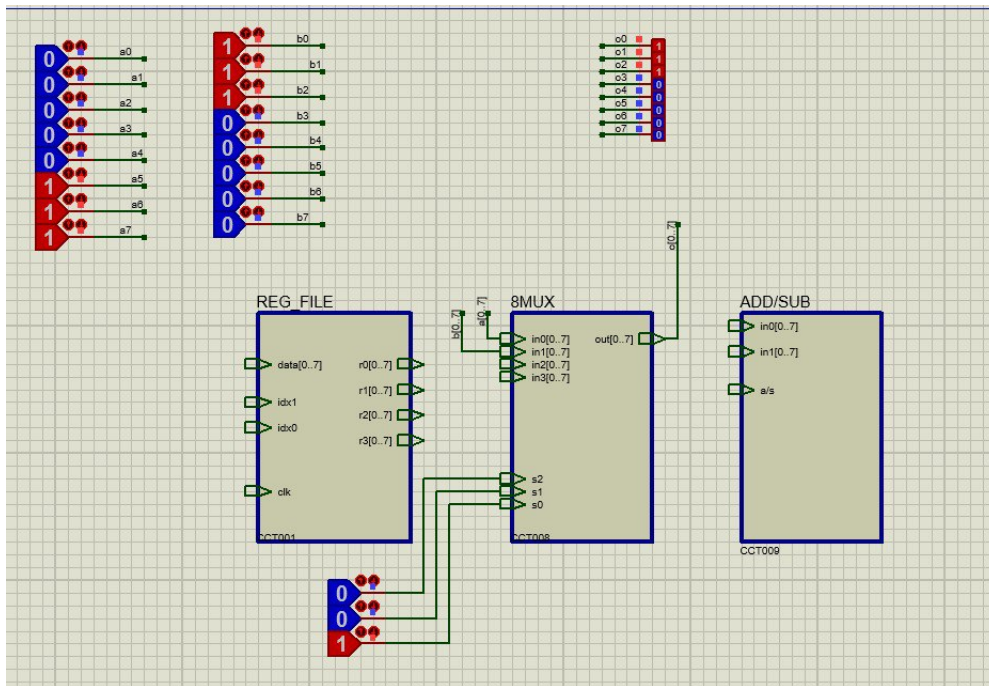 0 a0
0 a1
0 a2
0 a3
0 a4
1 a5
1 a6
1 a7
1 b0
1 b1
1 b2
0 b3
0 b4
0 b5
0 b6
0 b7
o0 1
o1 1
o2 1
o3 0
o4 0
o5 0
o6 0
o7 0
REG_FILE
data[0..7]
idx1
idx0
clk
r0[0..7]
r1[0..7]
r2[0..7]
r3[0..7]
CCT001
b[0..7]
a[0..7]
8MUX
in0[0..7]
in1[0..7]
in2[0..7]
in3[0..7]
out[0..7]
s2
s1
s0
CCT008
o[0..7]
ADD/SUB
in0[0..7]
in1[0..7]
a/s
CCT009
0
0
1